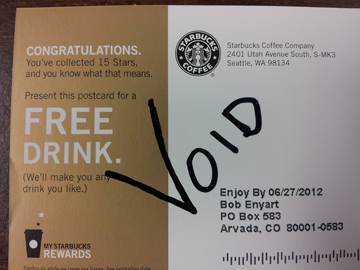 CONGRATULATIONS.
You've collected 15 Stars,
and you know what that means.
Present this postcard for a
FREE
DRINK.
(We'll make you any
drink you like.)
MY STARBUCKS
REWARDS
STARBUCKS
COFFEE
Starbucks Coffee Company
2401 Utah Avenue South, S-MK3
Seattle, WA 98134
VOID
Enjoy By 06/27/2012
Bob Enyart
PO Box 583
Arvada, CO 80001-0583